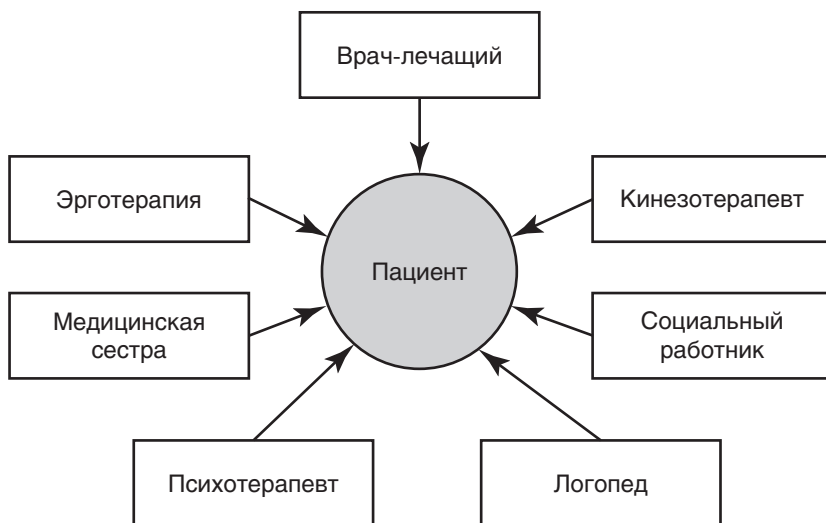 Врач-лечащий
Эрготерапия
Кинезотерапевт
Пациент
Медицинская
сестра
Социальный
работник
Психотерапевт
Логопед